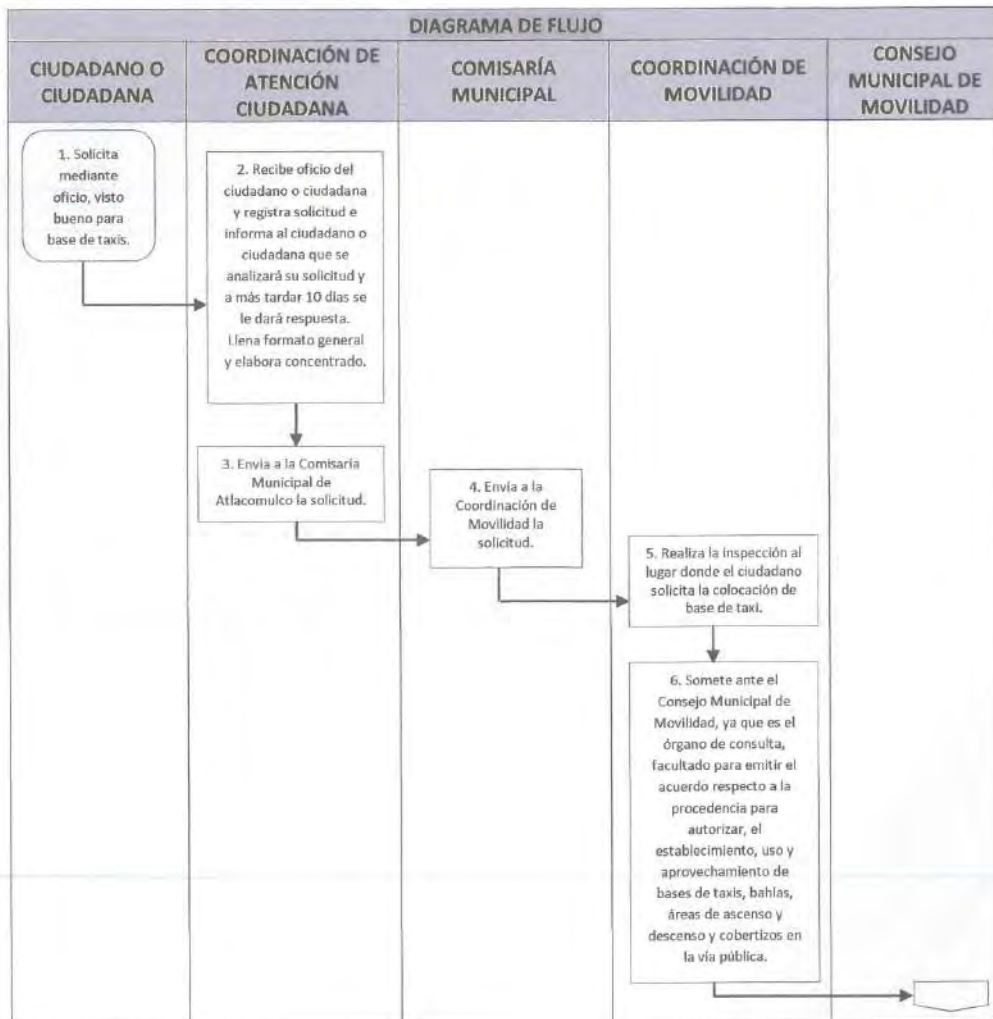 DIAGRAMA DE FLUJO
CIUDADANO O
CIUDADANA
COORDINACIÓN DE
ATENCIÓN
CIUDADANA
COMISARÍA
MUNICIPAL
COORDINACIÓN DE
MOVILIDAD
CONSEJO
MUNICIPAL DE
MOVILIDAD
1. Solicita
mediante
oficio, visto
bueno para
base de taxis.
2. Recibe oficio del
ciudadano o ciudadana
y registra solicitud e
informa al ciudadano o
ciudadana que se
analizará su solicitud y
a más tardar 10 días se
le dará respuesta.
Llena formato general
y elabora concentrado.
3. Envía a la Comisaría
Municipal de
Atlacomulco la solicitud.
4. Envía a la
Coordinación de
Movilidad la
solicitud.
5. Realiza la inspección al
lugar donde el ciudadano
solicita la colocación de
base de taxi.
6. Somete ante el
Consejo Municipal de
Movilidad, ya que es el
órgano de consulta,
facultado para emitir el
acuerdo respecto a la
procedencia para
autorizar, el
establecimiento, uso y
aprovechamiento de
bases de taxis, bahías,
áreas de ascenso y
descenso y cobertizos en
la vía pública.